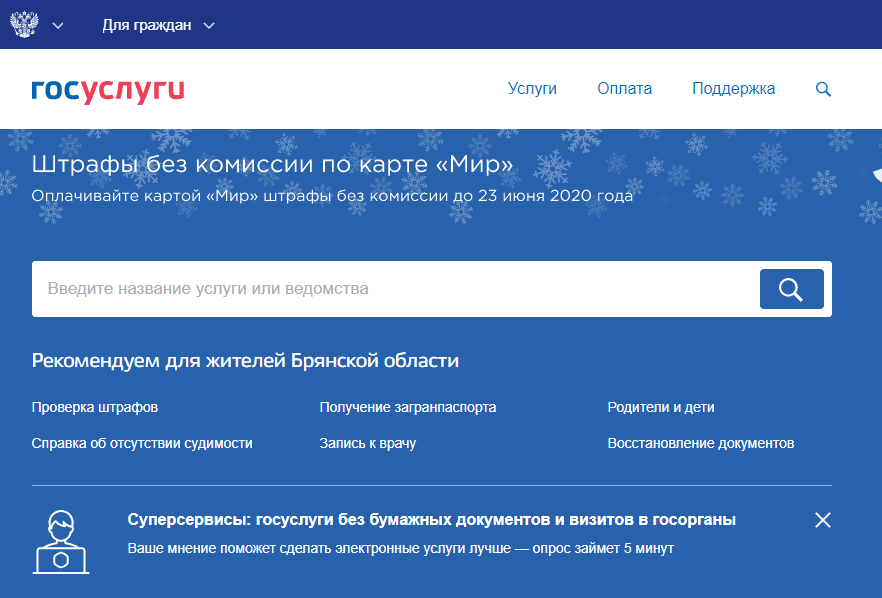 Для граждан
госуслуги
Услуги Оплата Поддержка
Штрафы без комиссии по карте «Мир»
Оплачивайте картой «Мир» штрафы без комиссии до 23 июня 2020 года
Введите название услуги или ведомства
Рекомендуем для жителей Брянской области
Проверка штрафов Получение загранпаспорта Родители и дети
Справка об отсутствии судимости Запись к врачу Восстановление документов
Суперсервисы: госуслуги без бумажных документов и визитов в госорганы
Ваше мнение поможет сделать электронные услуги лучше — опрос займет 5 минут